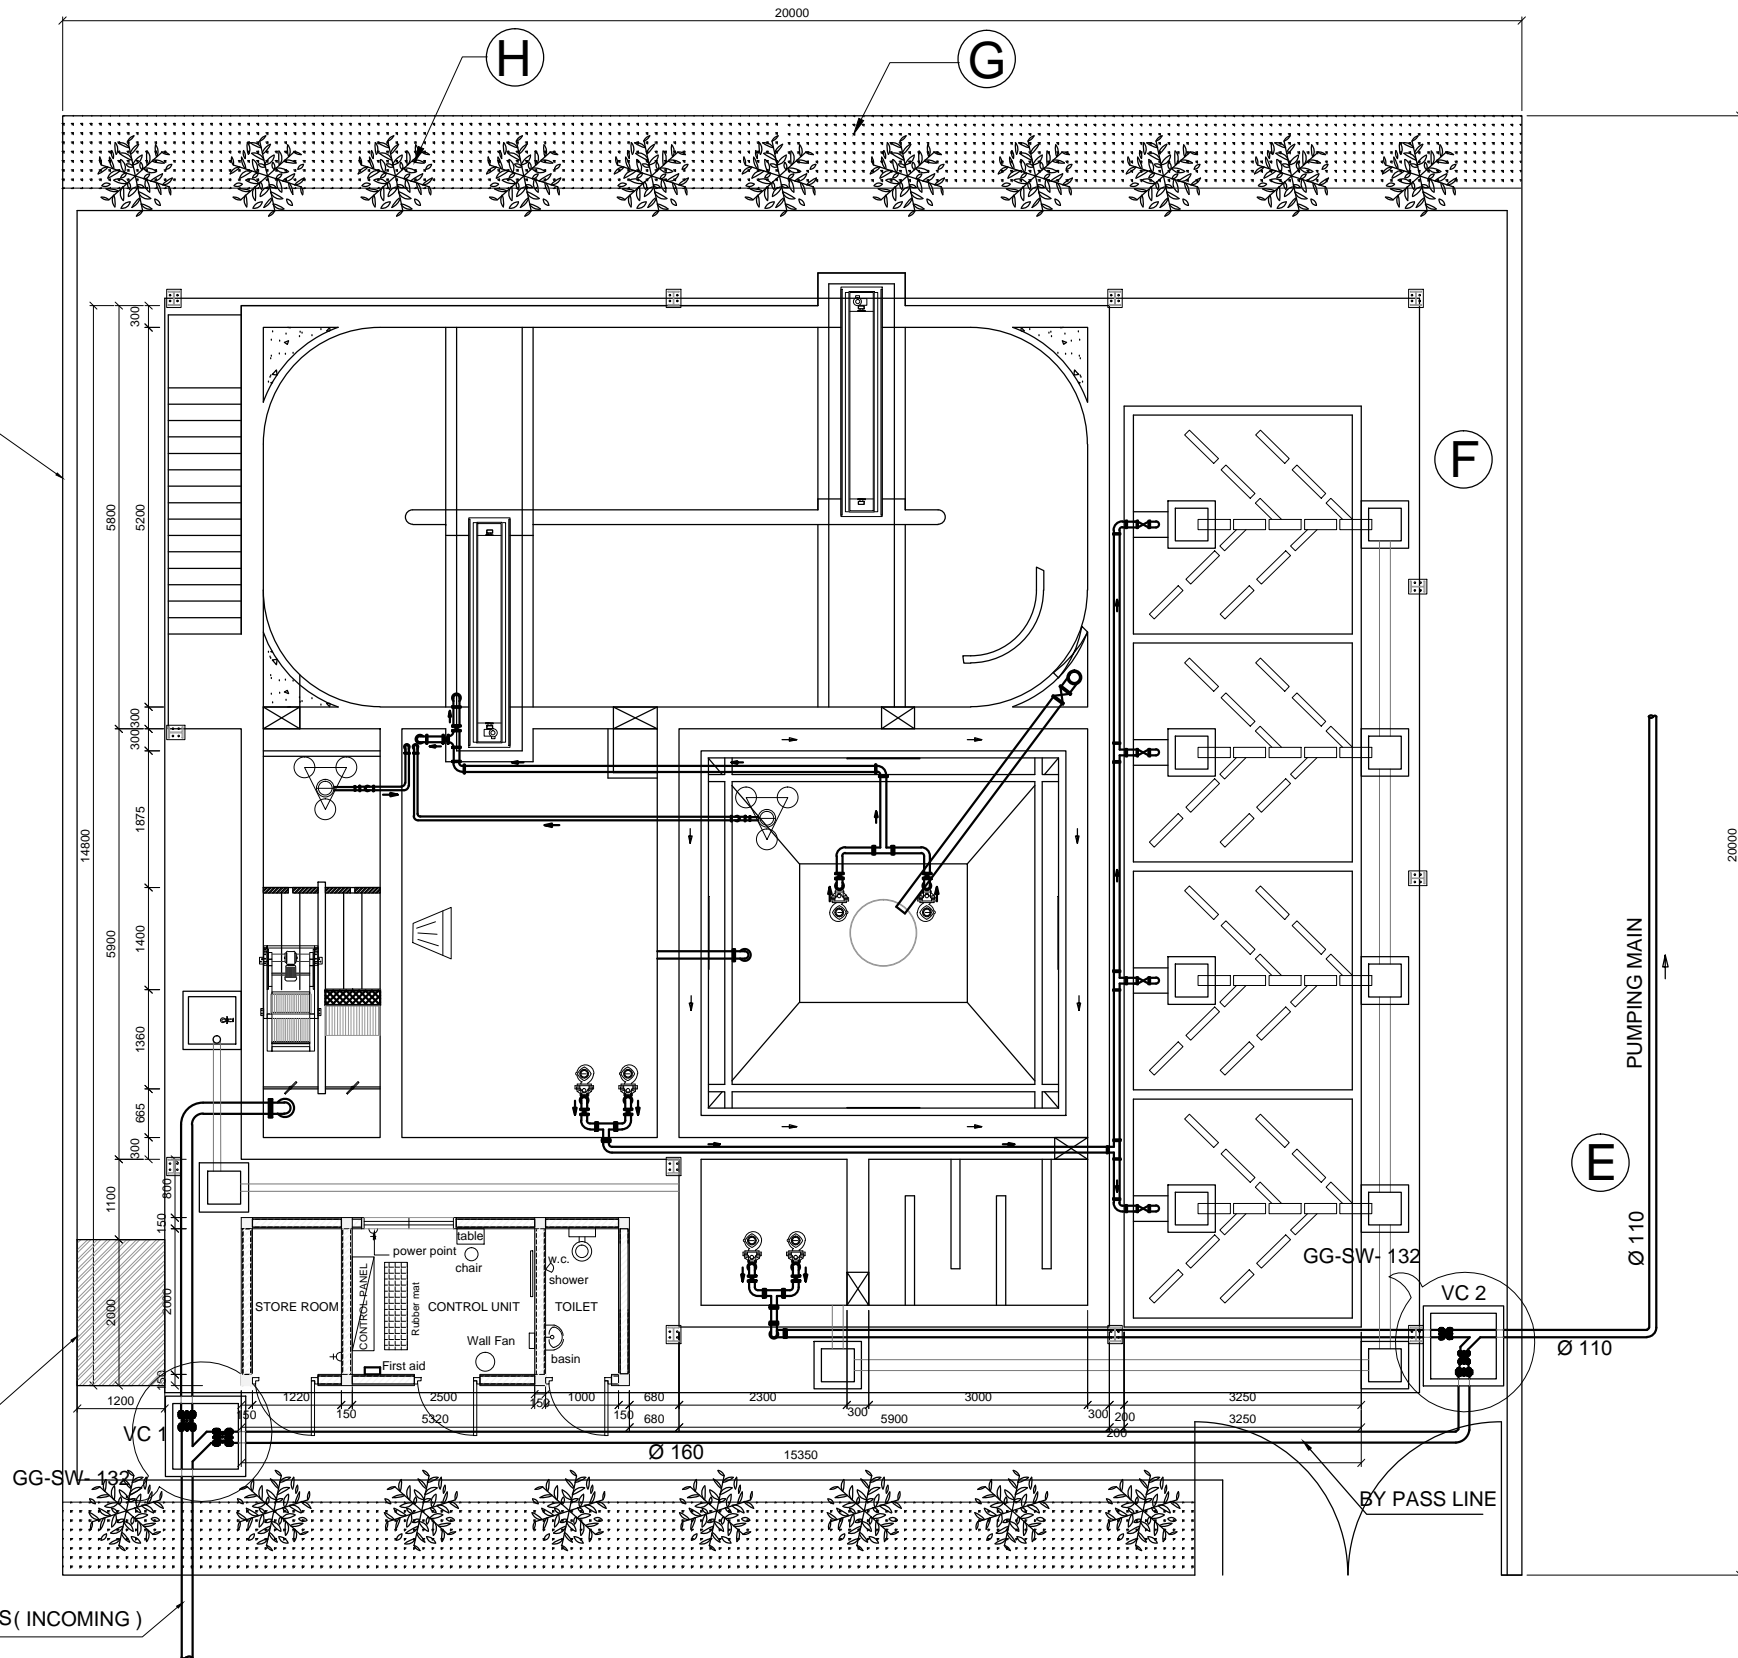 20000
H
G
300
F
5800
5200
300
300
1875
14800
20000
5900
1400
PUMPING MAIN
1360
665
300
E
1100
800
150
Ø 110
table
power point
chair
w.c.
shower
GG-SW- 132
VC 2
CONTROL PANEL
Rubber mat
STORE ROOM
CONTROL UNIT
TOILET
2000
2000
Wall Fan
basin
First aid
Ø 110
150
1200
1220
2500
1000
680
2300
3000
3250
150
150
150
150
300
300
200
5320
680
5900
3250
200
VC 1
Ø 160
15350
GG-SW- 132
BY PASS LINE
S( INCOMING )